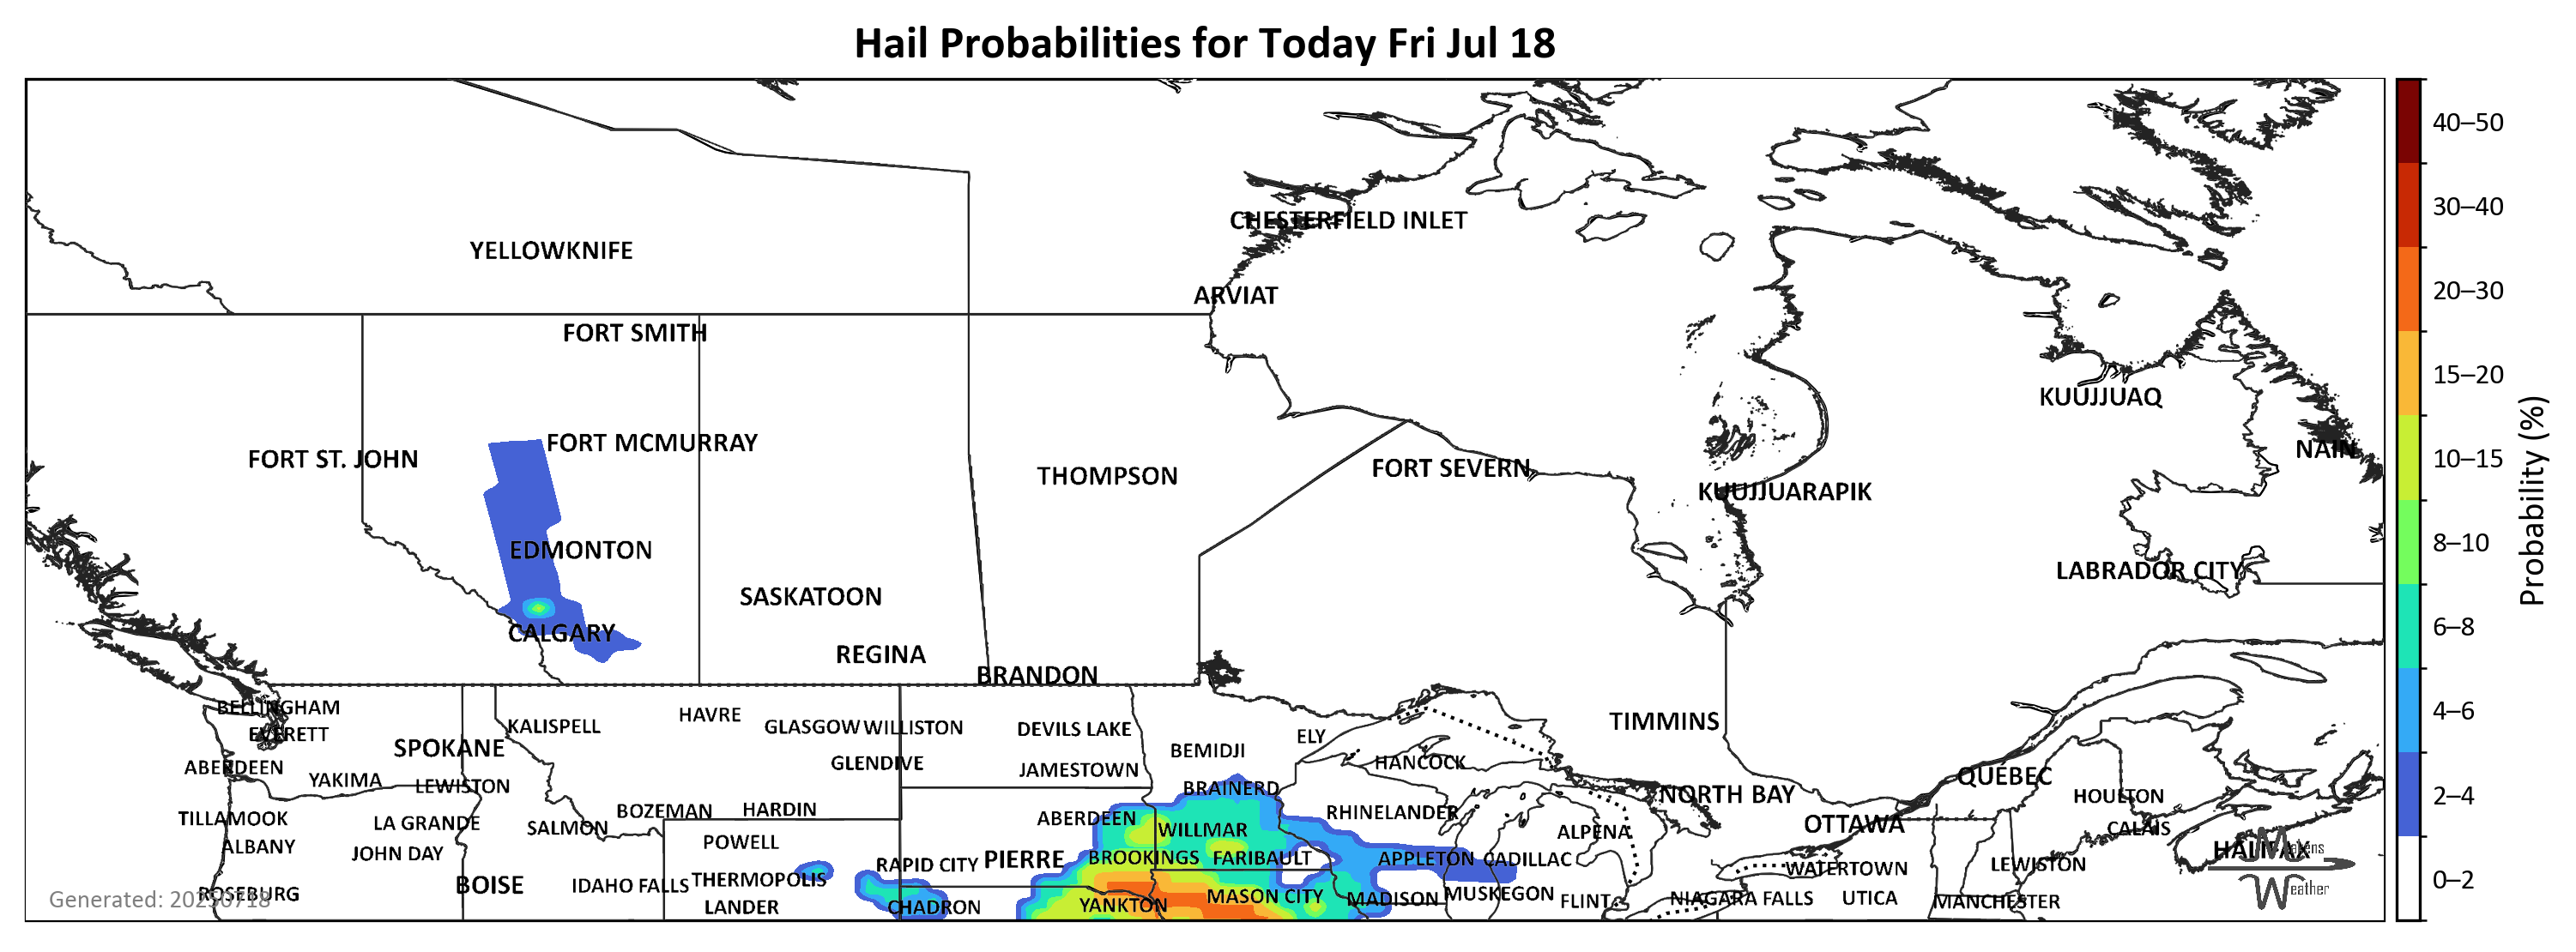 Hail Probabilities for Today Fri Jul 18
CHESTERFIELD INLET
YELLOWKNIFE
ARVIAT
FORT SMITH
KUUJJUAQ
FORT MCMURRAY
NAIN
FORT ST. JOHN
FORT SEVERN
THOMPSON
KUUJJUARAPIK
EDMONTON
LABRADOR CITY
SASKATOON
CALGARY
REGINA
BRANDON
BELLINGHAM
HAVRE
TIMMINS
KALISPELL
GLASGOW WILLISTON
DEVILS LAKE
EVERETT
ELY
SPOKANE
BEMIDJI
GLENDIVE
HANCOCK
ABERDEEN
JAMESTOWN
QUÉBEC
YAKIMA
LEWISTON
BRAINERD
NORTH BAY
HOULTON
BOZEMAN
HARDIN
RHINELANDER
TILLAMOOK
LA GRANDE
SALMON
ABERDEEN
WILLMAR
ALPENA
OTTAWA
CALAIS
POWELL
ALBANY
JOHN DAY
HALIFAX
RAPID CITY
PIERRE
BROOKINGS
FARIBAULT
APPLETON
CADILLAC
WATERTOWN
LEWISTON
BOISE
IDAHO FALLS
THERMOPOLIS
ROSEBURG
MASON CITY
MADISON
MUSKEGON
FLINT
NIAGARA FALLS
UTICA
MANCHESTER
LANDER
CHADRON
YANKTON
Generated: 20250718
Weather
40–50
30–40
20–30
15–20
10–15
8–10
6–8
4–6
2–4
0–2
Probability (%)